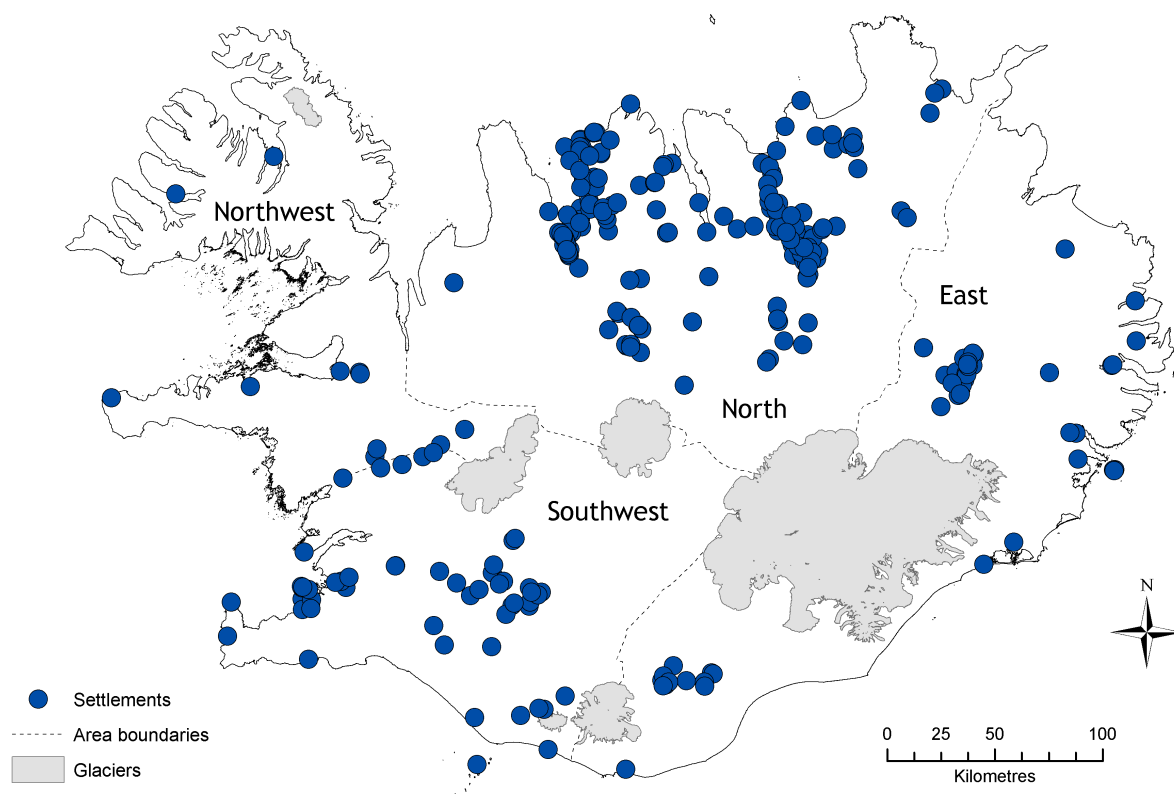 Northwest
East
North
Southwest
N
Settlements
Area boundaries
Glaciers
0 25 50 100
Kilometres